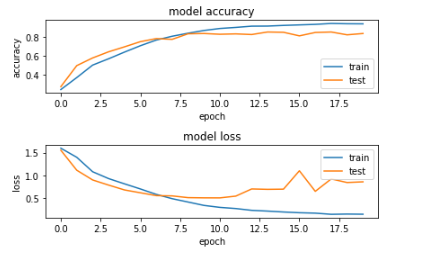 model accuracy
0.8
0.6
0.4
accuracy
train
test
0.0 2.5 5.0 7.5 10.0 12.5 15.0 17.5
epoch
model loss
1.5
1.0
0.5
loss
train
test
0.0 2.5 5.0 7.5 10.0 12.5 15.0 17.5
epoch